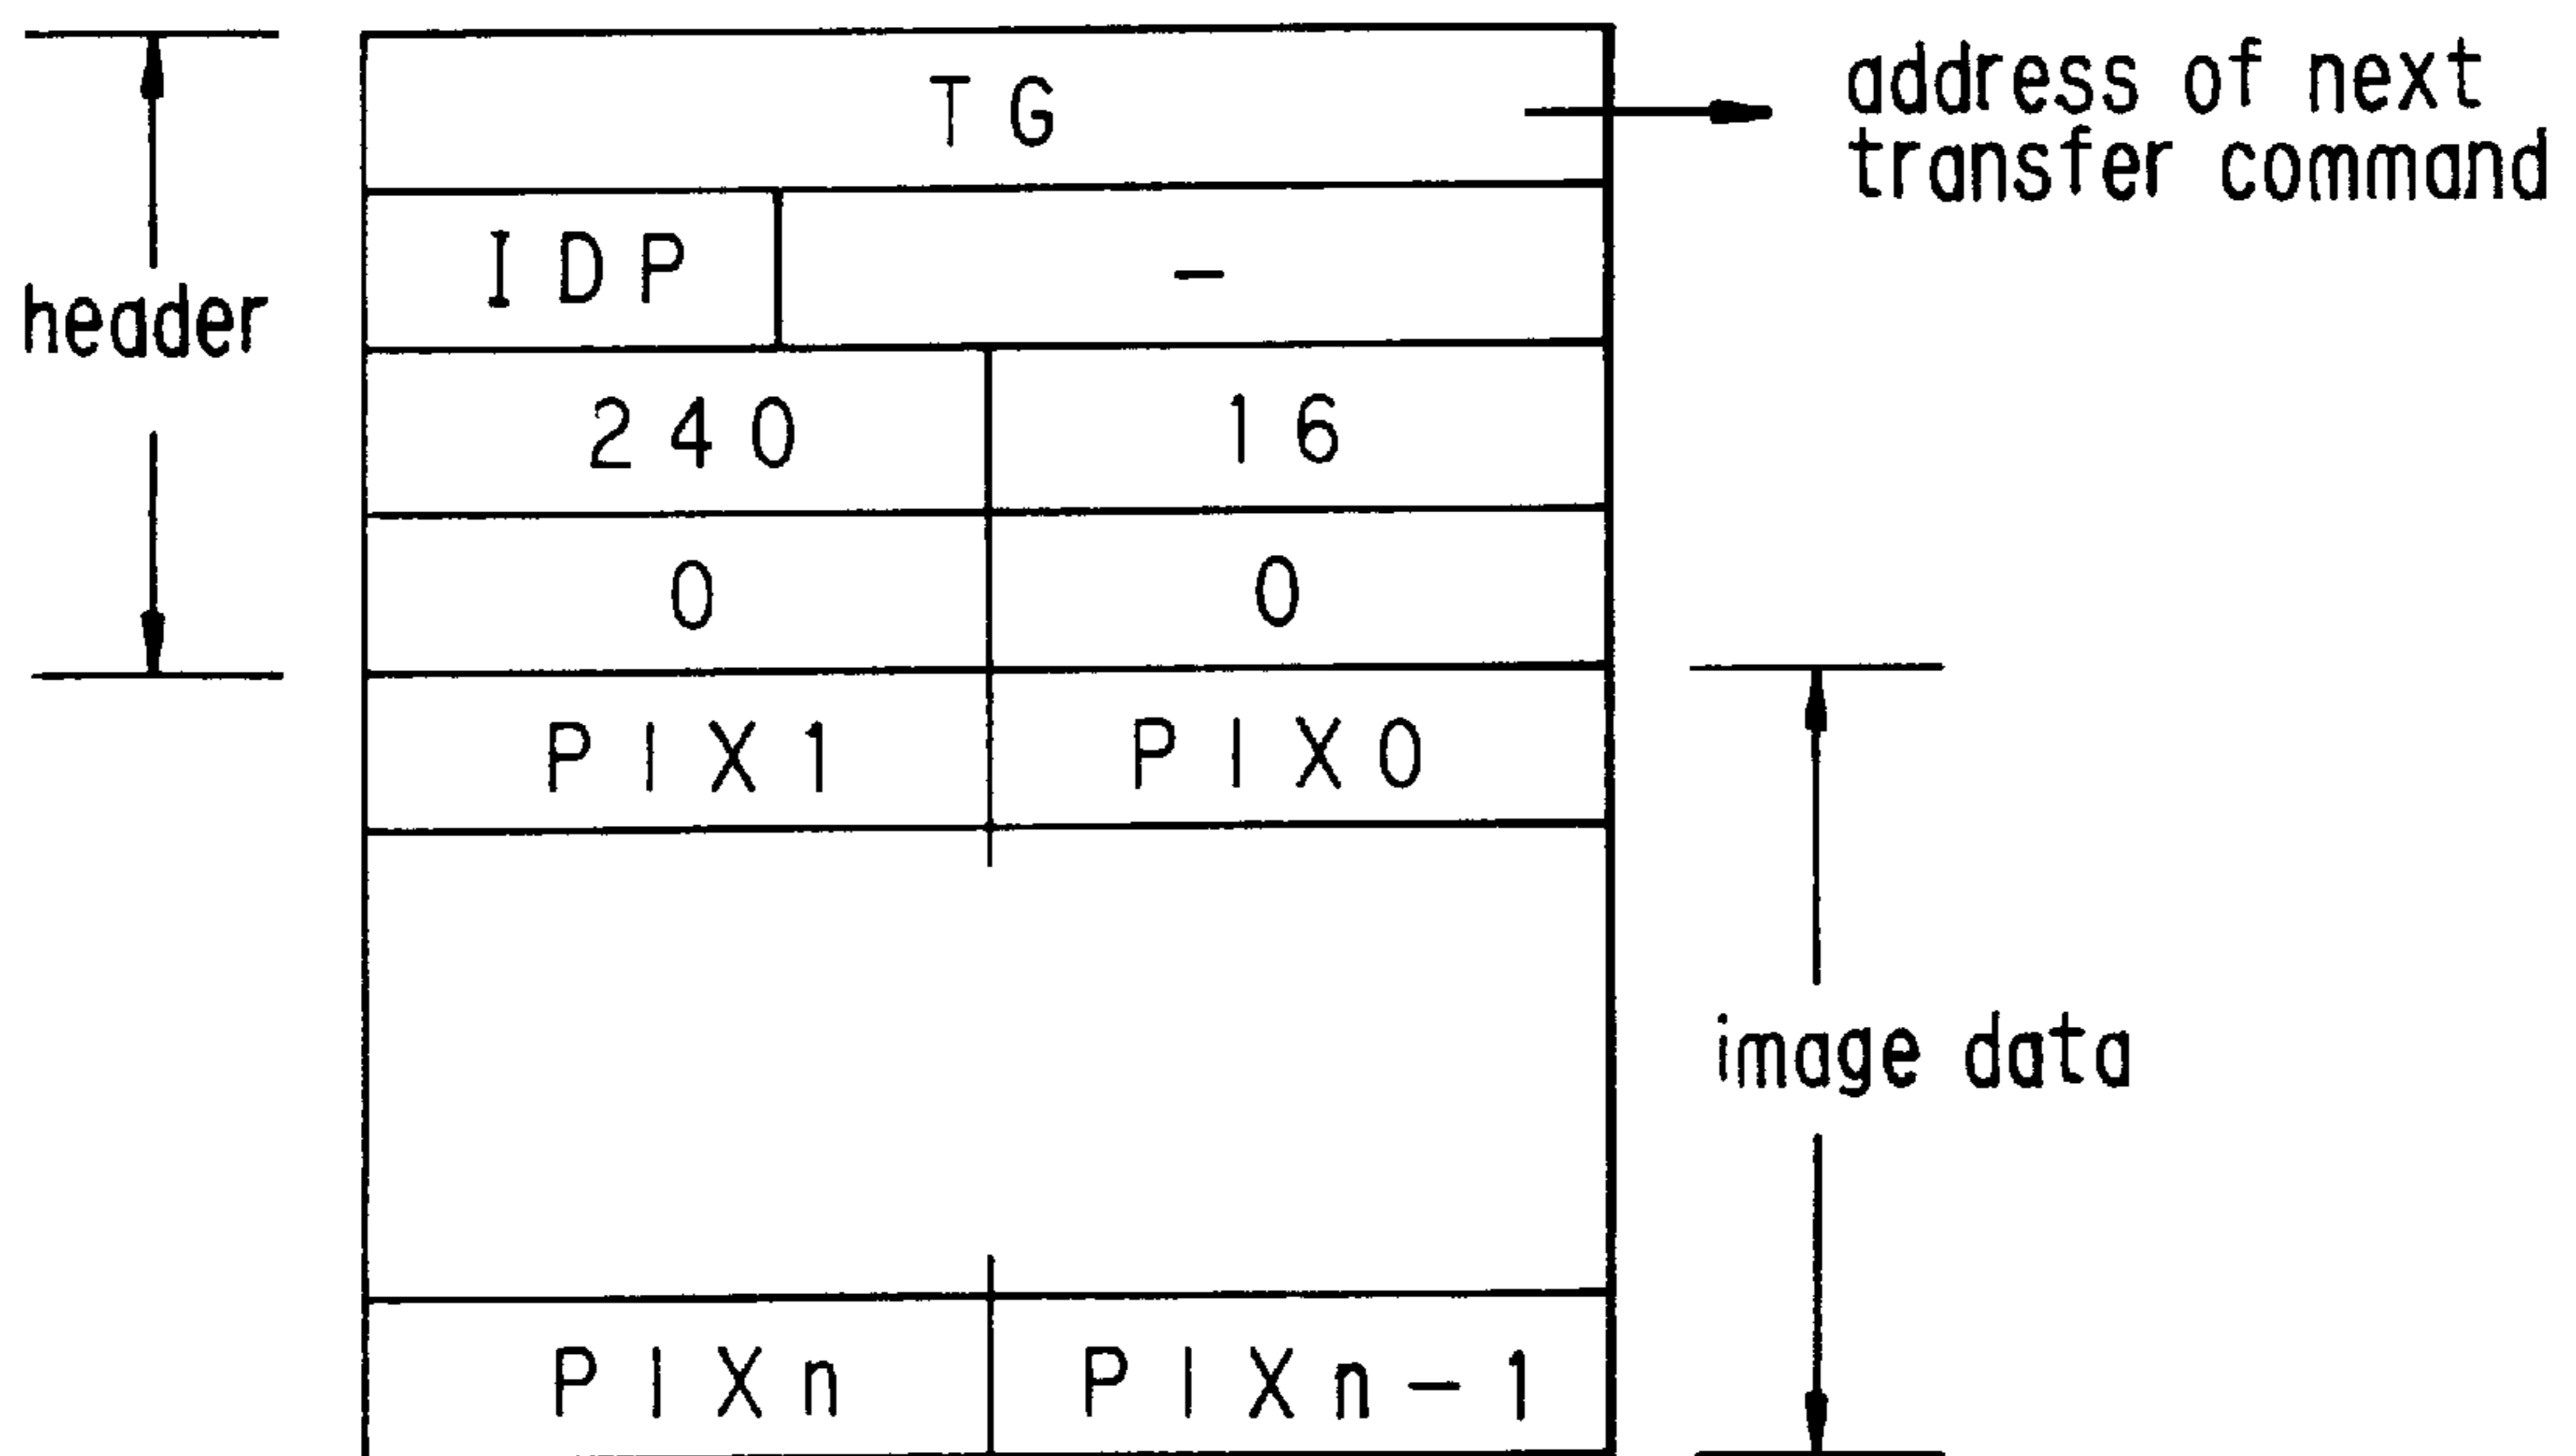 TG
address of next
transfer command
IDP
-
header
240
16
0
0
PIX1
PIX0
image data
PIXn
PIXn-1